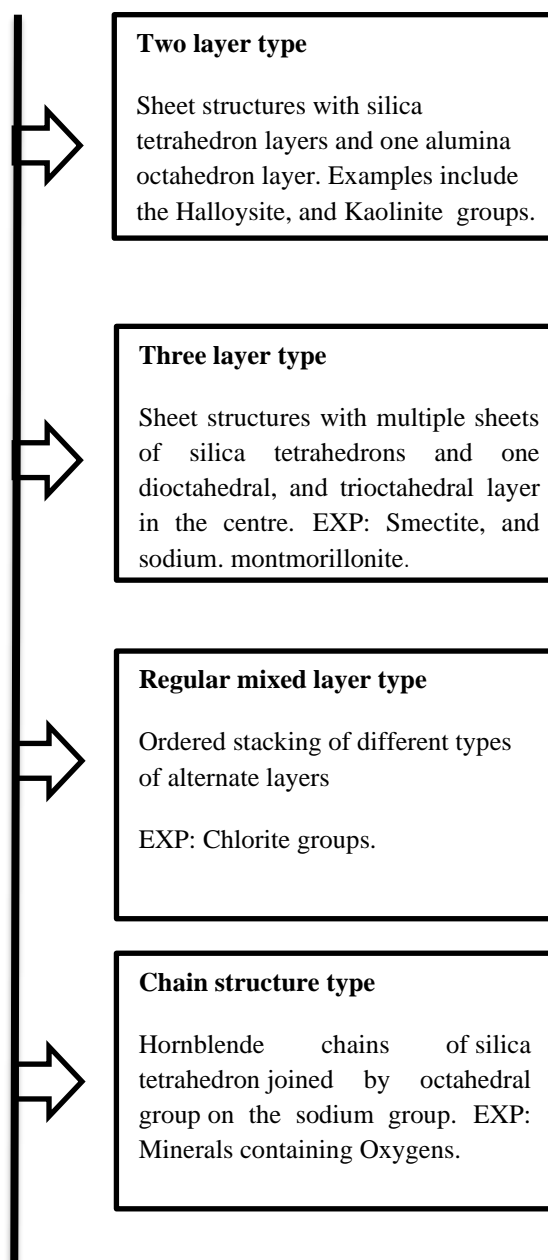 Two layer type
Sheet structures with silica
tetrahedron layers and one alumina
octahedron layer. Examples include
the Halloysite, and Kaolinite groups.
Three layer type
Sheet structures with multiple sheets
of silica tetrahedrons and one
dioctahedral, and trioctahedral layer
in the centre. EXP: Smectite, and
sodium. montmorillonite.
Regular mixed layer type
Ordered stacking of different types
of alternate layers
EXP: Chlorite groups.
Chain structure type
Hornblende chains of silica
tetrahedron joined by octahedral
group on the sodium group. EXP:
Minerals containing Oxygens.